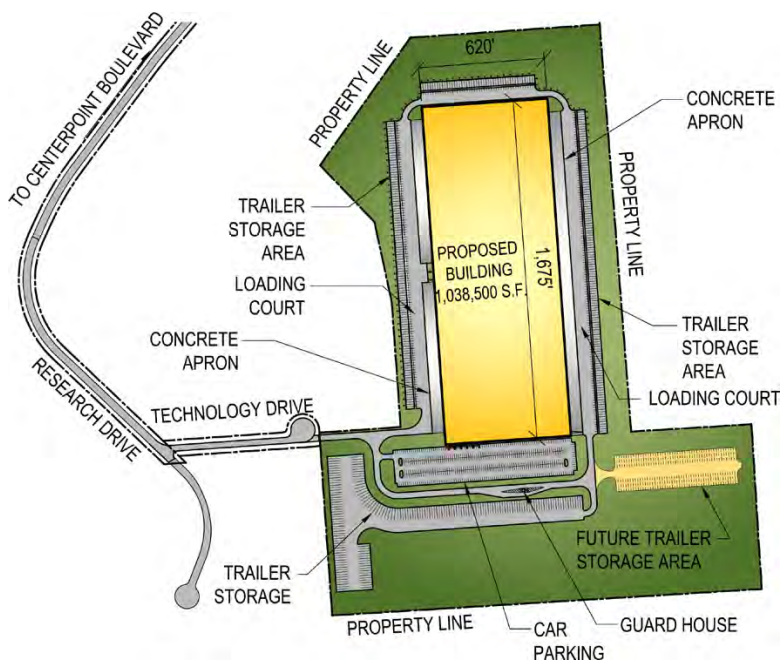 620'
TO CENTERPOINT BOULEVARD
PROPERTY LINE
CONCRETE
APRON
PROPERTY LINE
TRAILER
STORAGE
AREA
PROPOSED
BUILDING
1,038,500 S.F.
1,675'
LOADING
COURT
CONCRETE
APRON
TRAILER
STORAGE
AREA
LOADING COURT
RESEARCH DRIVE
TECHNOLOGY DRIVE
FUTURE TRAILER
STORAGE AREA
TRAILER
STORAGE
PROPERTY LINE
CAR
PARKING
GUARD HOUSE